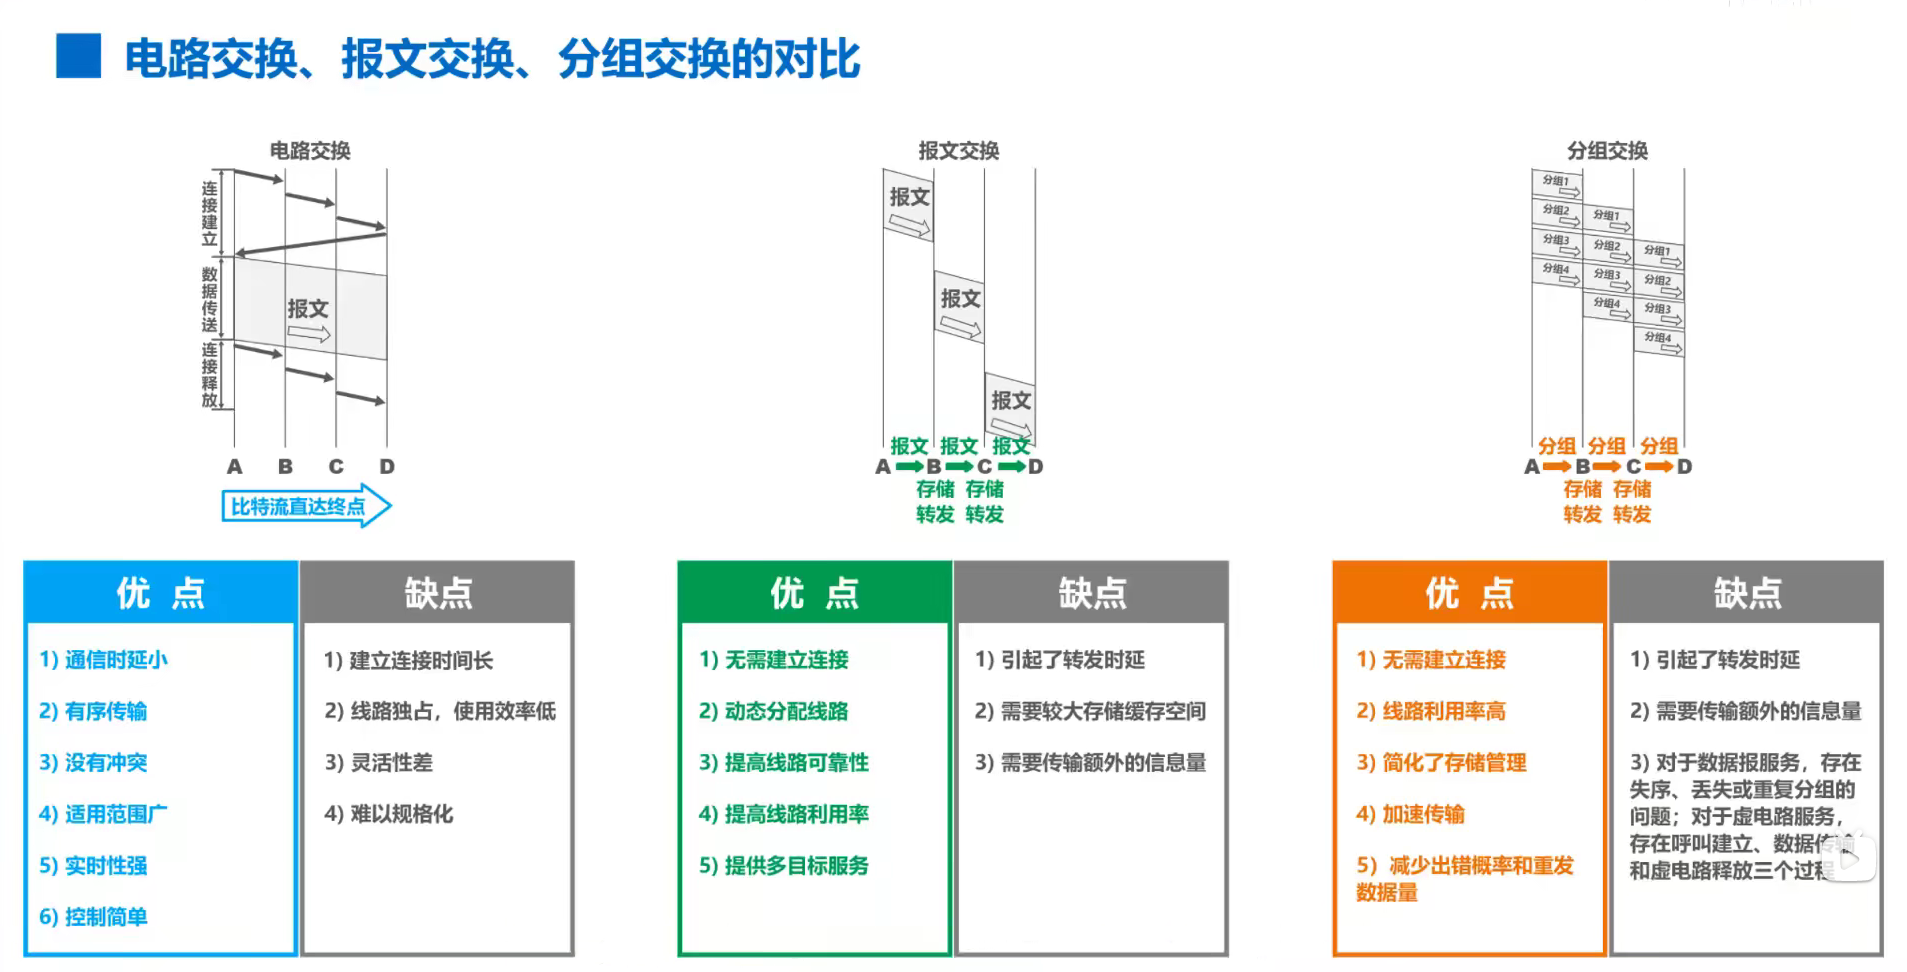 电路交换、报文交换、分组交换的对比
电路交换
连接建立
数据传送
连接释放
报文
A B C D
比特流直达终点
报文交换
报文
报文
报文
报文 报文 报文
A B C D
存储 存储
转发 转发
分组交换
分组1
分组2 分组1
分组3 分组2 分组1
分组4 分组3 分组2
分组4 分组3
分组4
分组 分组 分组
A B C D
存储 存储
转发 转发
优 点
1) 通信时延小
2) 有序传输
3) 没有冲突
4) 适用范围广
5) 实时性强
6) 控制简单
缺点
1) 建立连接时间长
2) 线路独占，使用效率低
3) 灵活性差
4) 难以规格化
优 点
1) 无需建立连接
2) 动态分配线路
3) 提高线路可靠性
4) 提高线路利用率
5) 提供多目标服务
缺点
1) 引起了转发时延
2) 需要较大存储缓存空间
3) 需要传输额外的信息量
优 点
1) 无需建立连接
2) 线路利用率高
3) 简化了存储管理
4) 加速传输
5) 减少出错概率和重发
数据量
缺点
1) 引起了转发时延
2) 需要传输额外的信息量
3) 对于数据报服务，存在
失序、丢失或重复分组的
问题；对于虚电路服务，
存在呼叫建立、数据传输
和虚电路释放三个过程